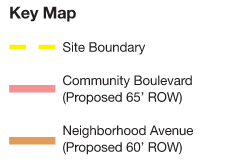 Key Map
Site Boundary
Community Boulevard
(Proposed 65’ ROW)
Neighborhood Avenue
(Proposed 60’ ROW)